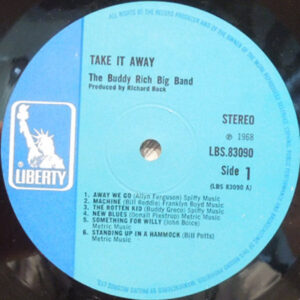 TAKE IT AWAY
The Buddy Rich Big Band
Produced by Richard Bock
STEREO
℗ 1968
LBS.83090
Side 1
(LBS 83090 A)
LIBERTY
1 AWAY WE GO (Allyn Ferguson) Spiffy Music
2 MACHINE (Bill Reddie) Franklyn Boyd Music
3 THE ROTTEN KID (Buddy Greco) Spiffy Music
4 NEW BLUES (Donald Piestrup) Metric Music
5 SOMETHING FOR WILLY (John Boice)
Metric Music
6 STANDING UP IN A HAMMOCK (Bill Potts)
Metric Music